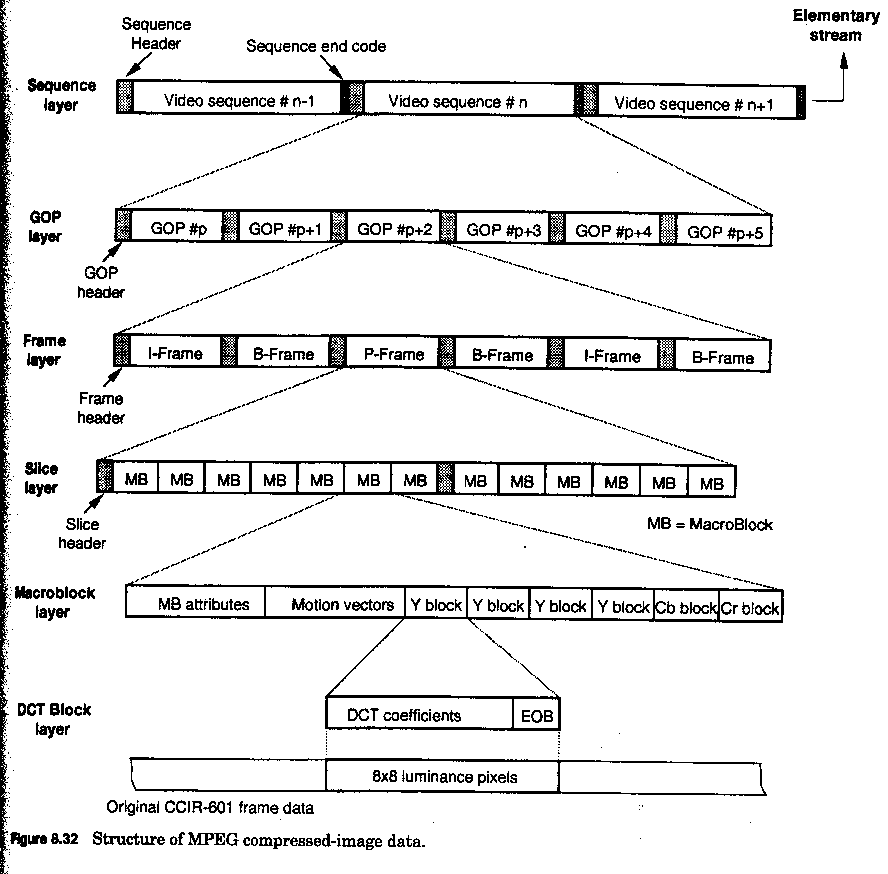 Elementary
stream
Sequence
Header
Sequence end code
Sequence
layer
Video sequence # n-1
Video sequence # n
Video sequence # n+1
GOP
layer
GOP #p
GOP #p+1
GOP #p+2
GOP #p+3
GOP #p+4
GOP #p+5
GOP
header
Frame
layer
I-Frame
B-Frame
P-Frame
B-Frame
I-Frame
B-Frame
Frame
header
Slice
layer
MB
MB
MB
MB
MB
MB
MB
MB
MB
MB
MB
MB
MB
Slice
header
MB = MacroBlock
Macroblock
layer
MB attributes
Motion vectors
Y block
Y block
Y block
Y block
Cb block
Cr block
DCT Block
layer
DCT coefficients
EOB
8x8 luminance pixels
Original CCIR-601 frame data
Figure 8.32 Structure of MPEG compressed-image data.